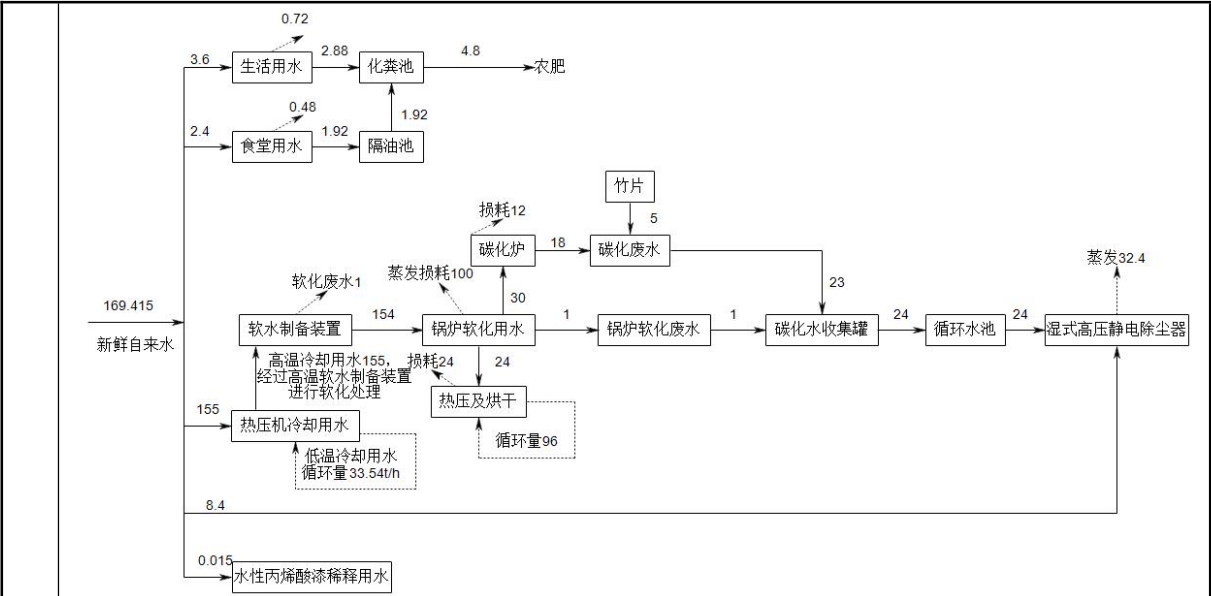 0.72
3.6
生活用水
2.88
化粪池
4.8
农肥
0.48
1.92
2.4
食堂用水
1.92
隔油池
竹片
损耗12
5
碳化炉
18
碳化废水
蒸发损耗100
蒸发32.4
软化废水1
30
23
169.415
新鲜自来水
软水制备装置
154
锅炉软化用水
1
锅炉软化废水
1
碳化水收集罐
24
循环水池
24
湿式高压静电除尘器
高温冷却用水155，
经过高温软水制备装置
进行软化处理
损耗24
24
热压及烘干
循环量96
155
热压机冷却用水
低温冷却用水
循环量33.54t/h
8.4
0.015
水性丙烯酸漆稀释用水